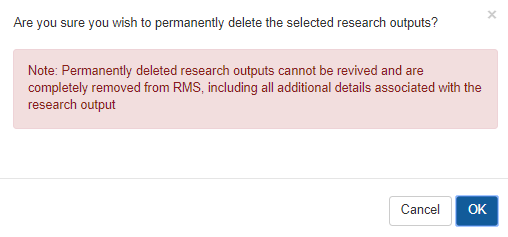 Are you sure you wish to permanently delete the selected research outputs?
×
Note: Permanently deleted research outputs cannot be revived and are
completely removed from RMS, including all additional details associated with the
research output
Cancel
OK